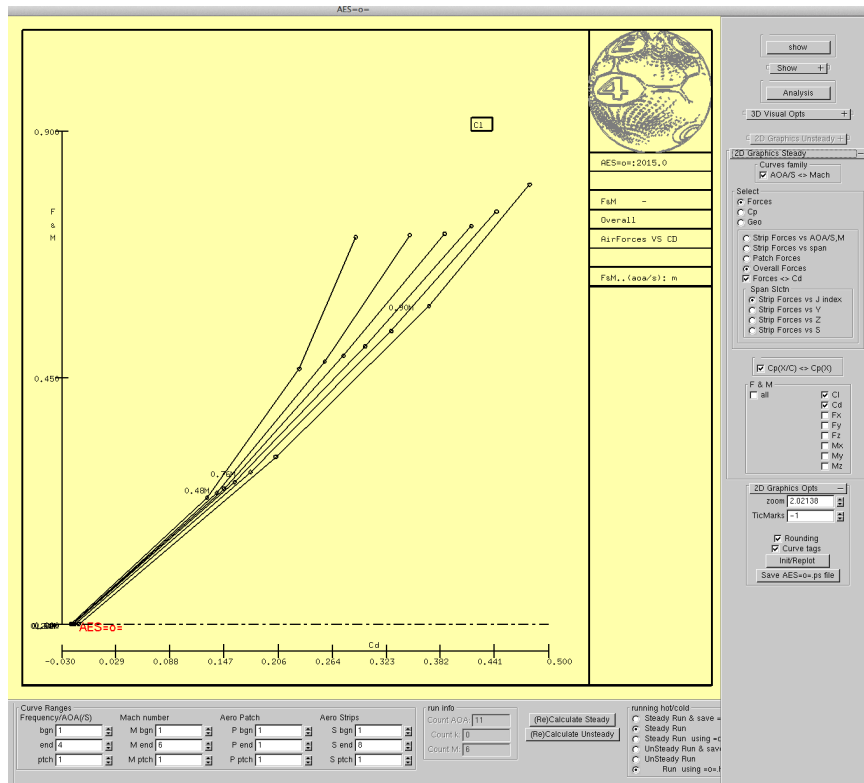 AES=o=
4
Cl
0.900
F
&
M
0.90M
0.450
0.76M
0.48M
AES=o=
Cd
-0.030 0.029 0.088 0.147 0.206 0.264 0.323 0.382 0.441 0.500
AES=o=:2015.0
F&M -
Overall
AirForces VS CD
F&M..(aoa/s): m
show
Show +
Analysis
3D Visual Opts +
2D Graphics Unsteady +
2D Graphics Steady —
Curves family
AOA/S <> Mach
Select
Forces
Cp
Geo
Strip Forces vs AOA/S,M
Strip Forces vs span
Patch Forces
Overall Forces
Forces <> Cd
Span Slctn
Strip Forces vs J index
Strip Forces vs Y
Strip Forces vs Z
Strip Forces vs S
Cp(X/C) <> Cp(X)
F & M
all Cl
Cd
Fx
Fy
Fz
Mx
My
Mz
2D Graphics Opts —
zoom 2.02138
TicMarks -1
Rounding
Curve tags
Init/Replot
Save AES=o=.ps file
Curve Ranges
Frequency/AOA(/S) Mach number Aero Patch Aero Strips
bgn 1 M bgn 1 P bgn 1 S bgn 1
end 4 M end 6 P end 1 S end 8
ptch 1 M ptch 1 P ptch 1 S ptch 1
run info
Count AOA: 11
Count k: 0
Count M: 6
(Re)Calculate Steady
(Re)Calculate Unsteady
running hot/cold
Steady Run & save =
Steady Run
Steady Run using =o
UnSteady Run & save
UnSteady Run
Run using =o=.